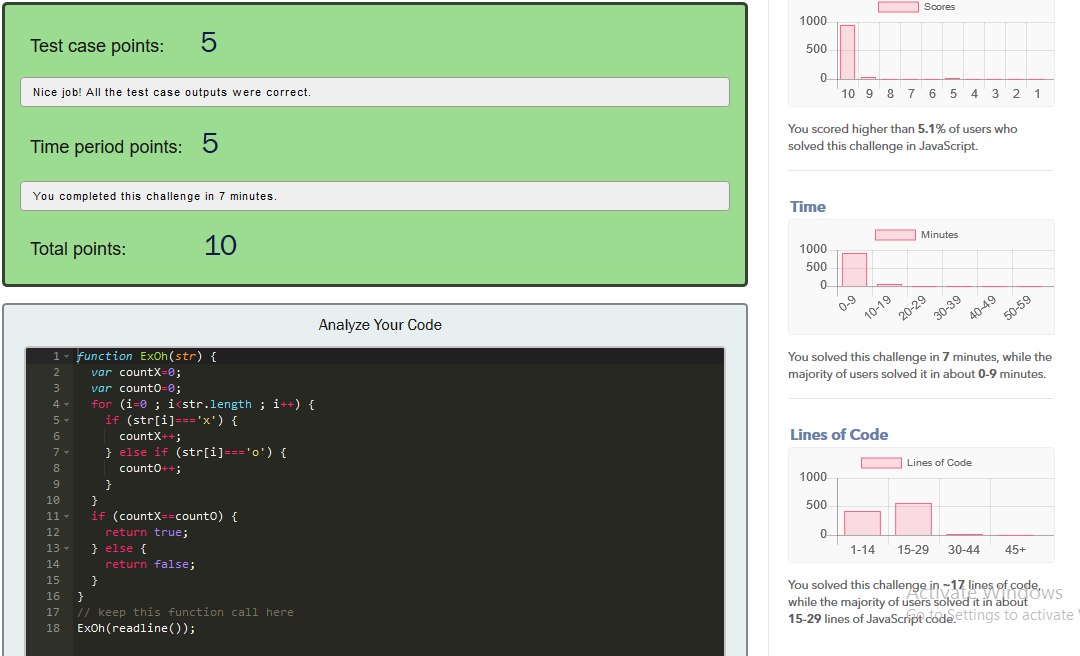 Test case points: 5
Nice job! All the test case outputs were correct.
Time period points: 5
You completed this challenge in 7 minutes.
Total points: 10
Analyze Your Code
1 function ExOh(str) {
2 var countX=0;
3 var countO=0;
4 for (i=0 ; i<str.length ; i++) {
5 if (str[i]==='x') {
6 countX++;
7 } else if (str[i]==='o') {
8 countO++;
9 }
10 }
11 if (countX==countO) {
12 return true;
13 } else {
14 return false;
15 }
16 }
17 // keep this function call here
18 ExOh(readline());
Scores
1000
500
0
10 9 8 7 6 5 4 3 2 1
You scored higher than 5.1% of users who
solved this challenge in JavaScript.
Time
Minutes
1000
500
0
0-9 10-19 20-29 30-39 40-49 50-59
You solved this challenge in 7 minutes, while the
majority of users solved it in about 0-9 minutes.
Lines of Code
Lines of Code
1000
500
0
1-14 15-29 30-44 45+
You solved this challenge in ~17 lines of code,
while the majority of users solved it in about
15-29 lines of JavaScript code.
Activate Windows
Go to Settings to activate